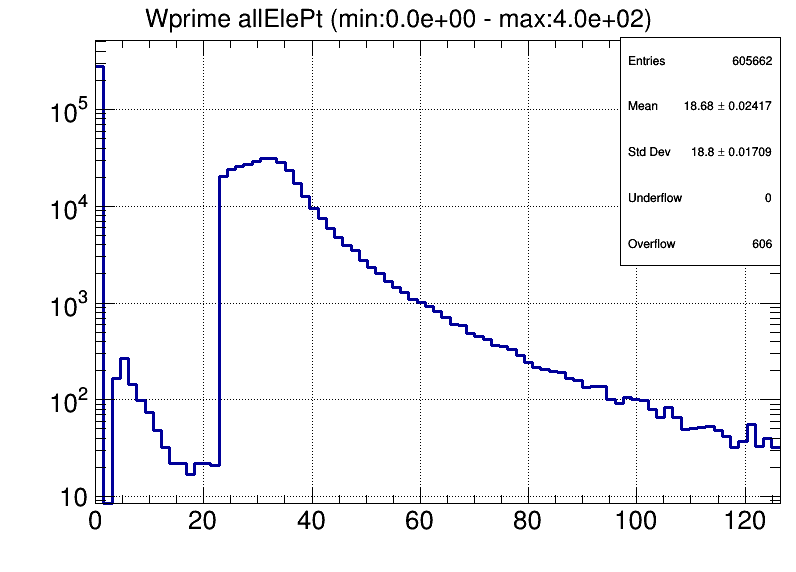 Wprime allElePt (min:0.0e+00 - max:4.0e+02)
Entries 605662
Mean 18.68 ± 0.02417
Std Dev 18.8 ± 0.01709
Underflow 0
Overflow 606
10^5
10^4
10^3
10^2
10
0 20 40 60 80 100 120